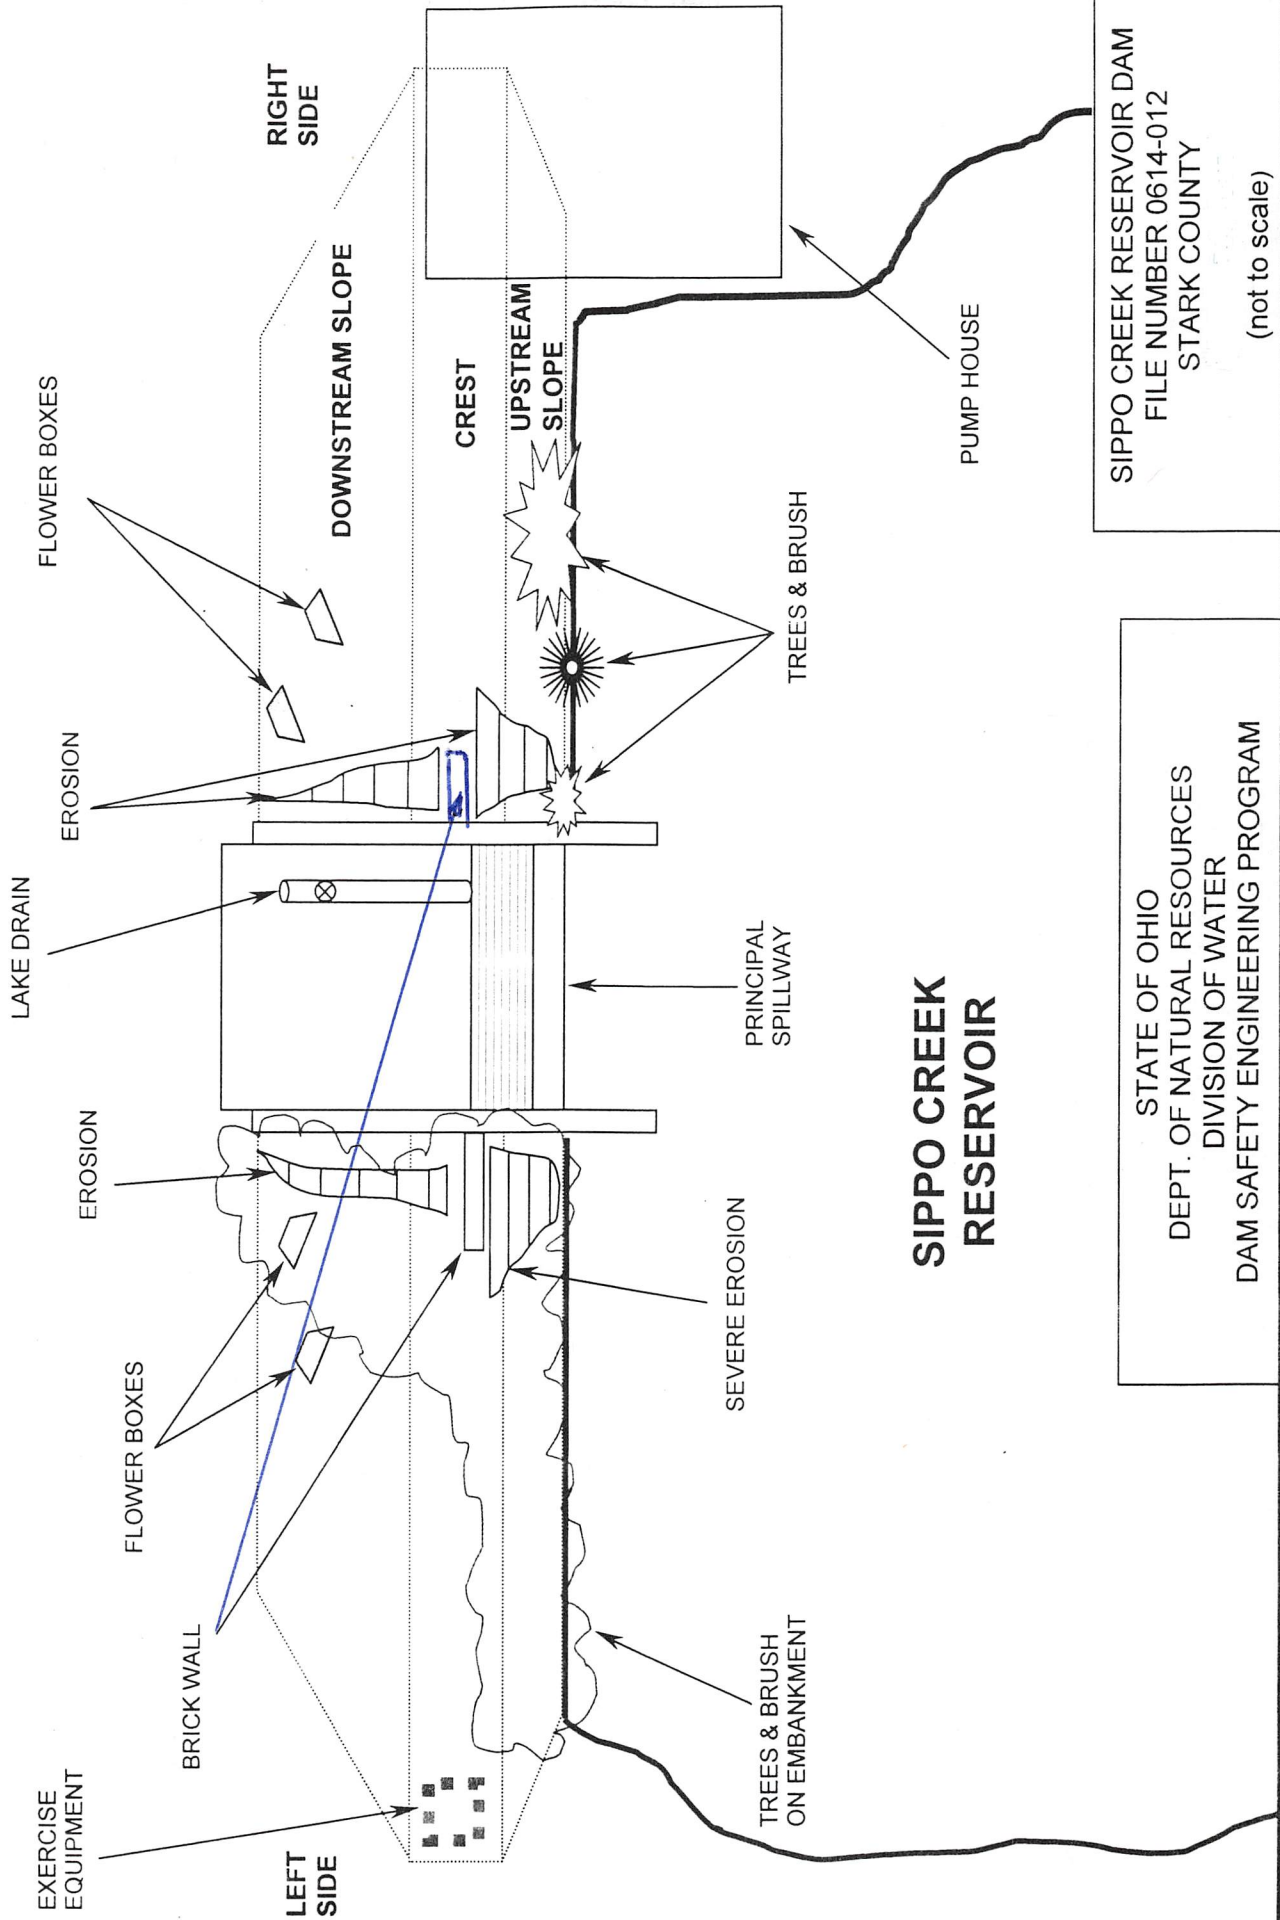 EXERCISE
EQUIPMENT
LEFT
SIDE
BRICK WALL
FLOWER BOXES
EROSION
LAKE DRAIN
EROSION
FLOWER BOXES
RIGHT
SIDE
DOWNSTREAM SLOPE
CREST
UPSTREAM
SLOPE
TREES & BRUSH
ON EMBANKMENT
SEVERE EROSION
PRINCIPAL
SPILLWAY
TREES & BRUSH
PUMP HOUSE
SIPPO CREEK
RESERVOIR
STATE OF OHIO
DEPT. OF NATURAL RESOURCES
DIVISION OF WATER
DAM SAFETY ENGINEERING PROGRAM
SIPPO CREEK RESERVOIR DAM
FILE NUMBER 0614-012
STARK COUNTY
(not to scale)